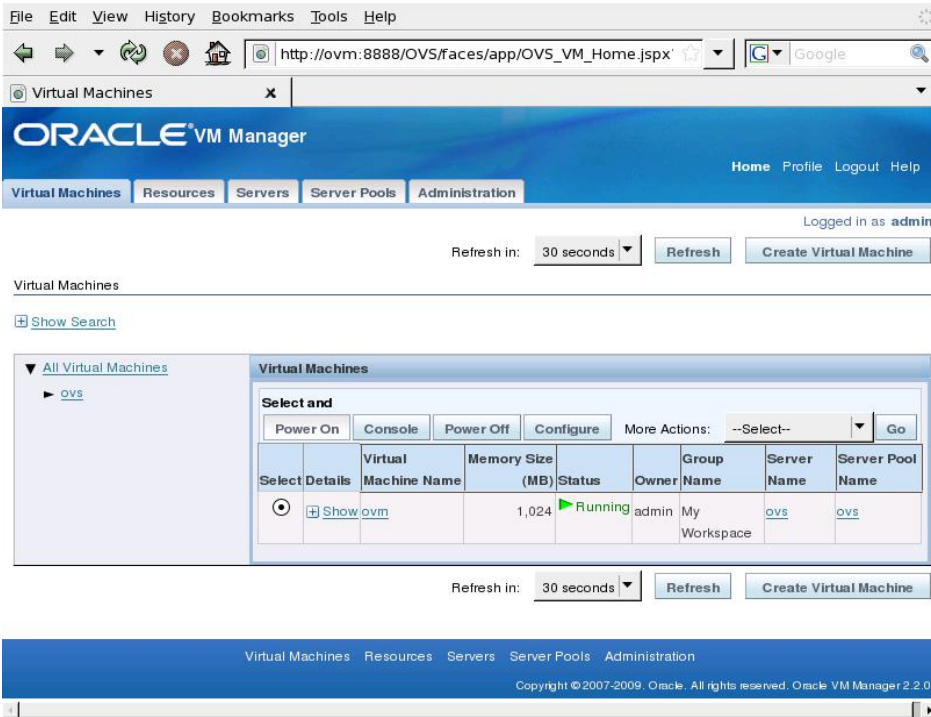 File Edit View History Bookmarks Tools Help
http://ovm:8888/OVS/faces/app/OVS_VM_Home.jspx'
G Google
Virtual Machines x
ORACLE VM Manager
Home Profile Logout Help
Virtual Machines Resources Servers Server Pools Administration
Logged in as admin
Refresh in: 30 seconds Refresh Create Virtual Machine
Virtual Machines
Show Search
All Virtual Machines
ovs
Virtual Machines
Select and
Power On Console Power Off Configure More Actions: --Select-- Go
Select Details Virtual Machine Name Memory Size (MB) Status Owner Group Name Server Name Server Pool Name
Show ovm 1,024 Running admin My Workspace ovs ovs
Refresh in: 30 seconds Refresh Create Virtual Machine
Virtual Machines Resources Servers Server Pools Administration
Copyright © 2007-2009. Oracle. All rights reserved. Oracle VM Manager 2.2.0